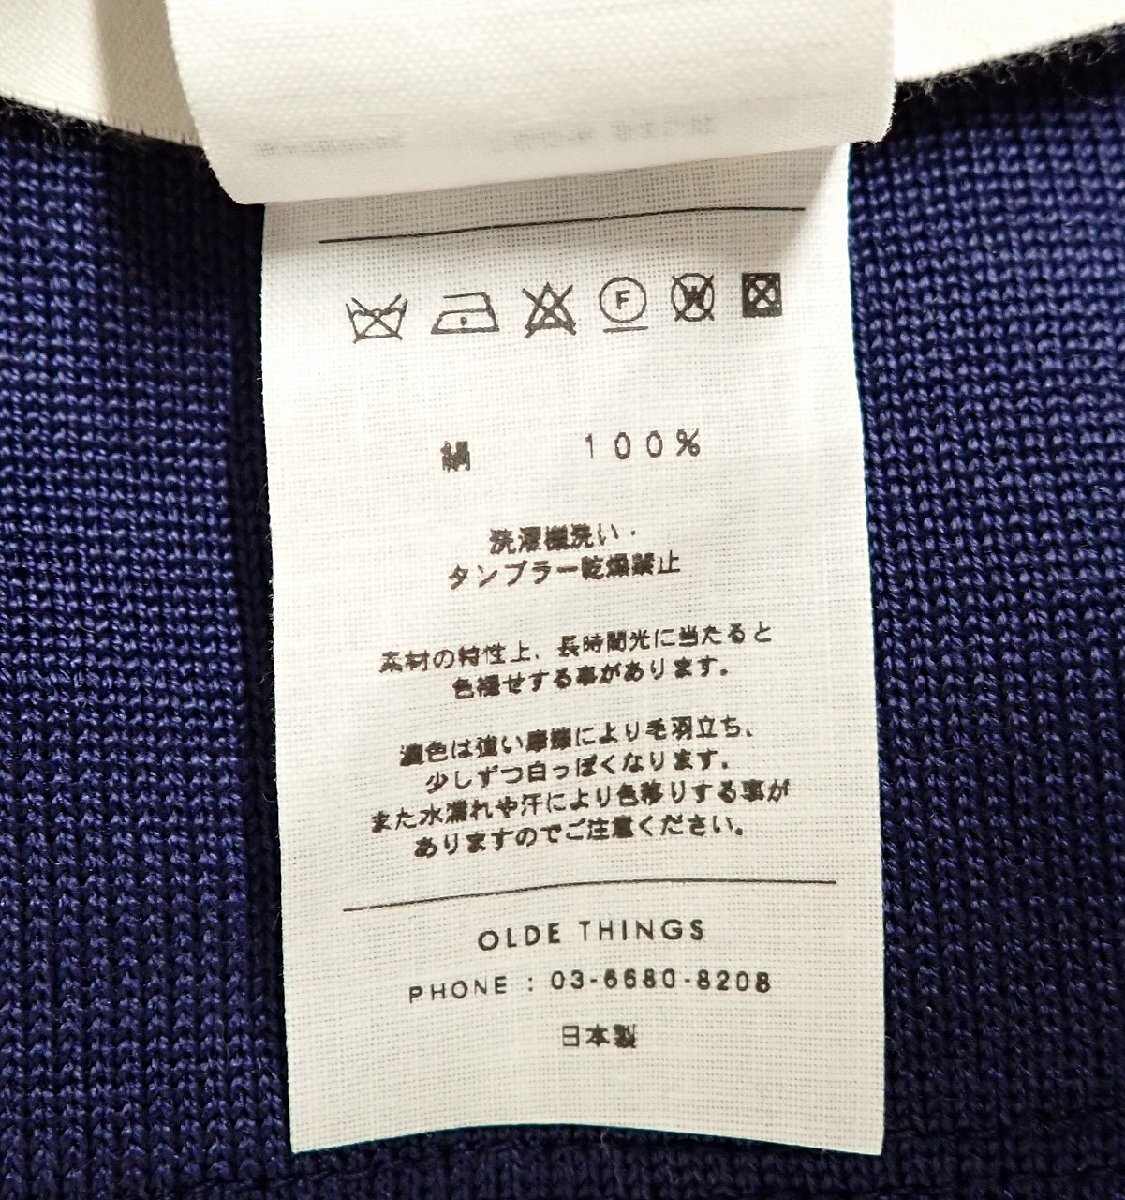 F
W
絹 100%
洗濯機洗い・
タンブラー乾燥禁止
素材の特性上、長時間光に当たると
色褪せする事があります。
濃色は強い摩擦により毛羽立ち、
少しずつ白っぽくなります。
また水濡れや汗により色移りする事が
ありますのでご注意ください。
OLDE THINGS
PHONE : 03-6680-8208
日本製